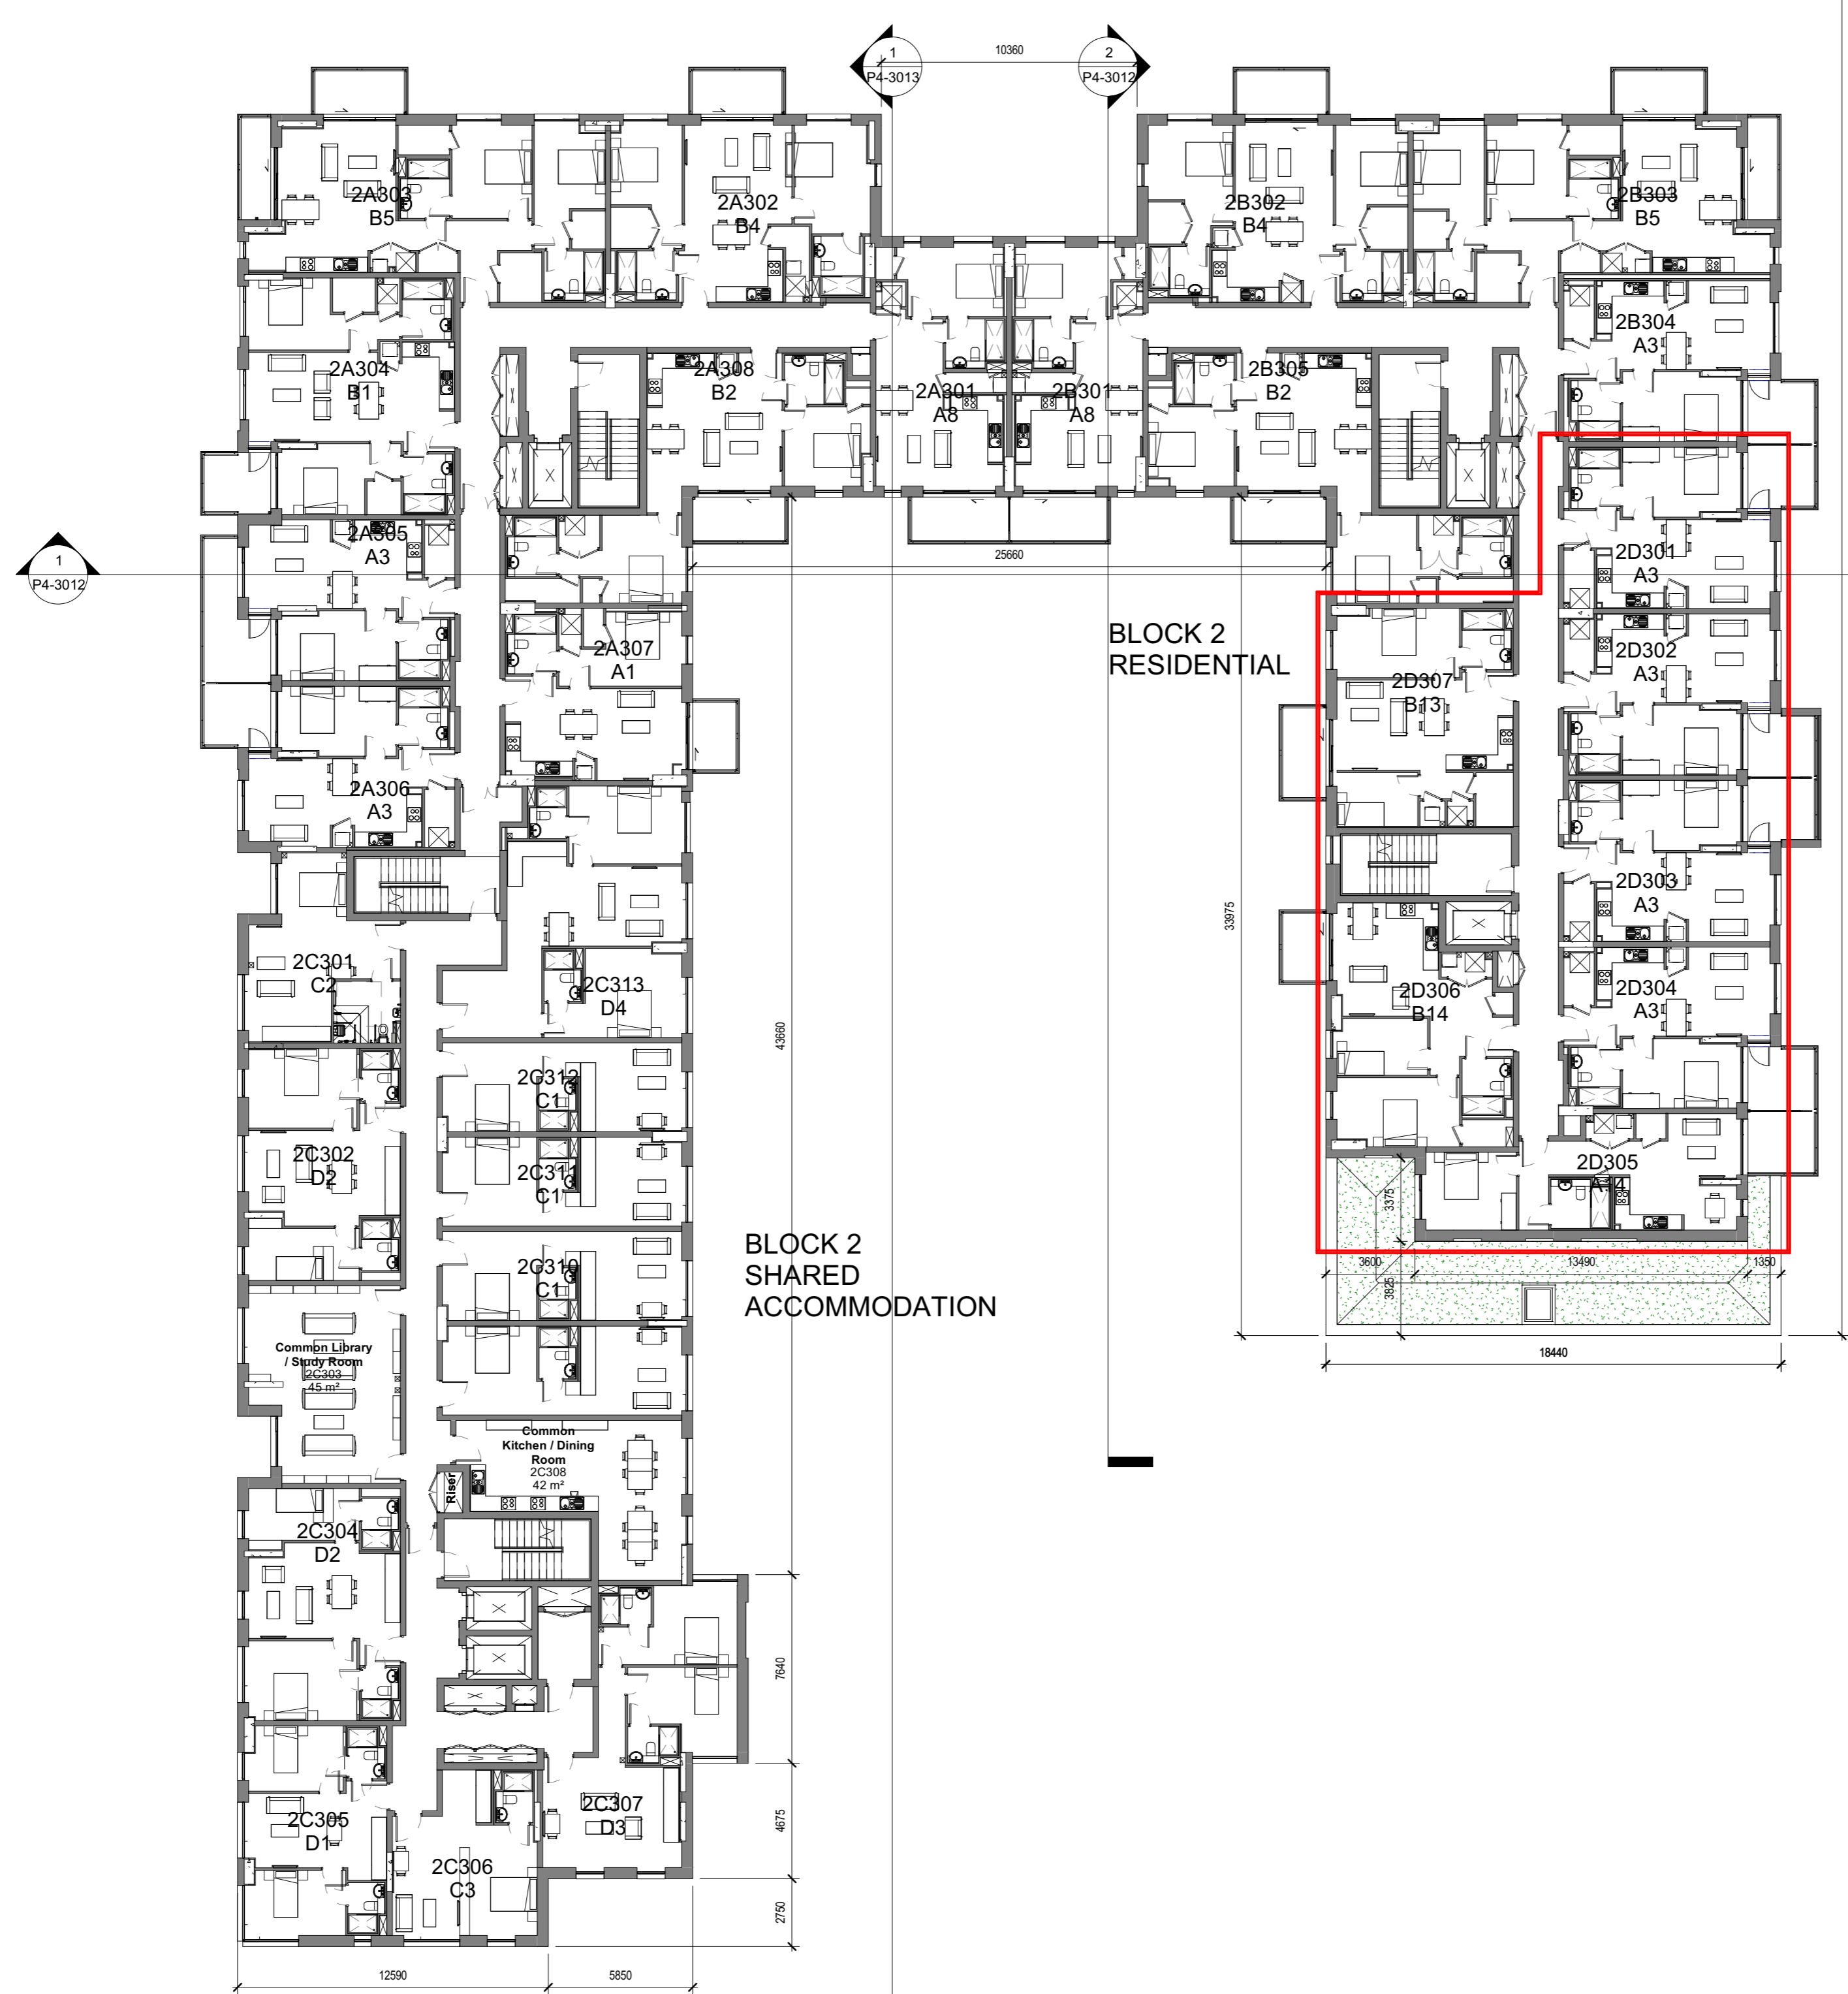 1
P4-3013
10360
2
P4-3012
2A303
B5
2A302
B4
2B302
B4
2B303
B5
2A304
B1
2A308
B2
2A301
A8
2B301
A8
2B305
B2
2B304
A3
1
P4-3012
2A305
A3
25660
2D301
A3
2A307
A1
BLOCK 2
RESIDENTIAL
2D302
A3
2D307
B13
2A306
A3
2D303
A3
33975
2C301
C2
2C313
D4
2D306
B14
2D304
A3
43660
2C312
C1
2C302
D2
2C311
C1
2D305
A14
3375
BLOCK 2
SHARED
ACCOMMODATION
2C310
C1
3600
13490
1350
3825
Common Library
/ Study Room
2C303
45 m²
18440
Common
Kitchen / Dining
Room
2C308
42 m²
Riser
2C304
D2
7640
2C305
D1
2C307
D3
4675
2C306
C3
2750
12590
5850